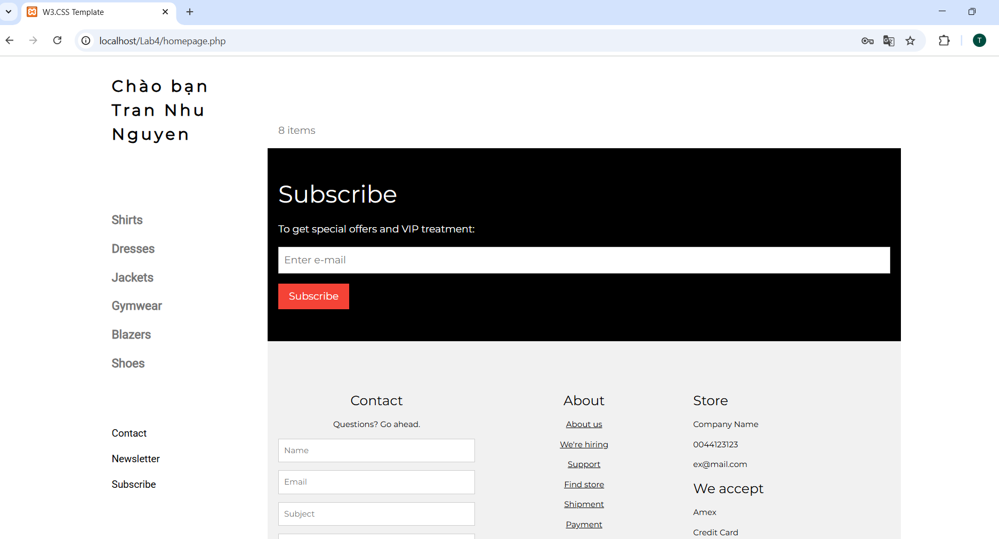 W3.CSS Template
localhost/Lab4/homepage.php
T
Chào bạn
Tran Nhu
Nguyen
Shirts
Dresses
Jackets
Gymwear
Blazers
Shoes
Contact
Newsletter
Subscribe
8 items
Subscribe
To get special offers and VIP treatment:
Enter e-mail
Subscribe
Contact
Questions? Go ahead.
Name
Email
Subject
About
About us
We're hiring
Support
Find store
Shipment
Payment
Store
Company Name
0044123123
ex@mail.com
We accept
Amex
Credit Card